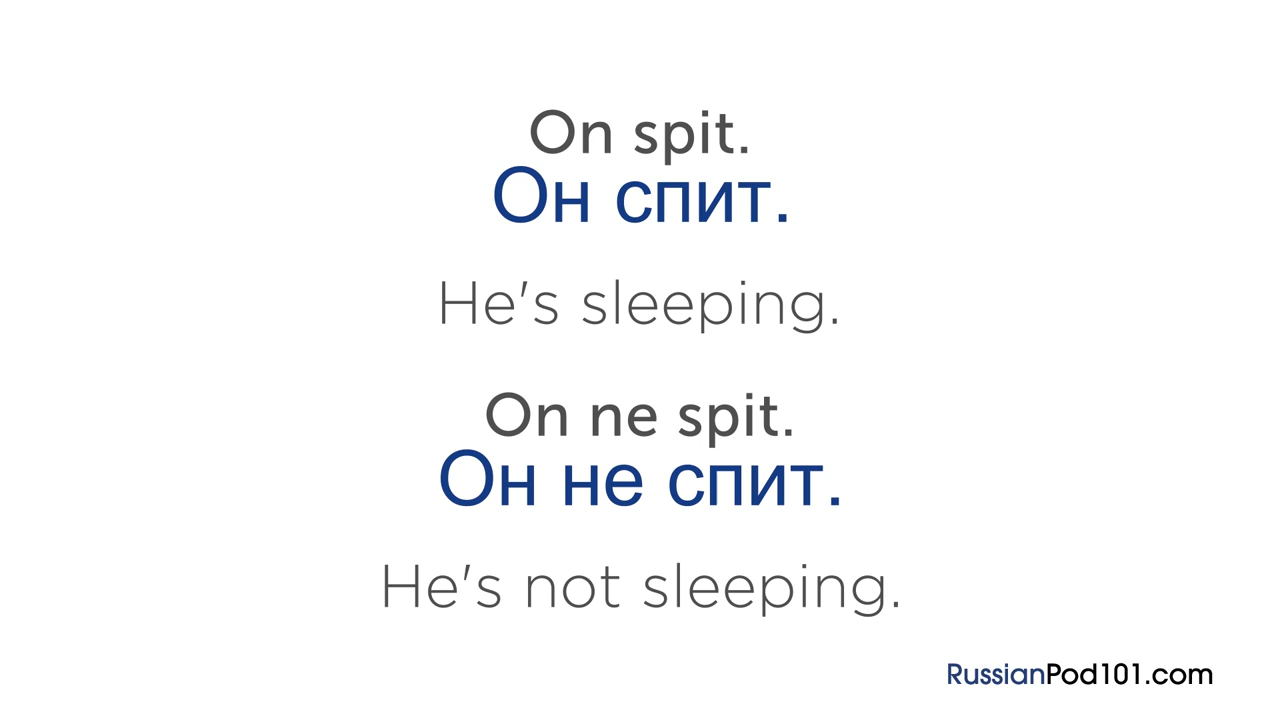 On spit.
Он спит.
He's sleeping.
On ne spit.
Он не спит.
He's not sleeping.
RussianPod101.com